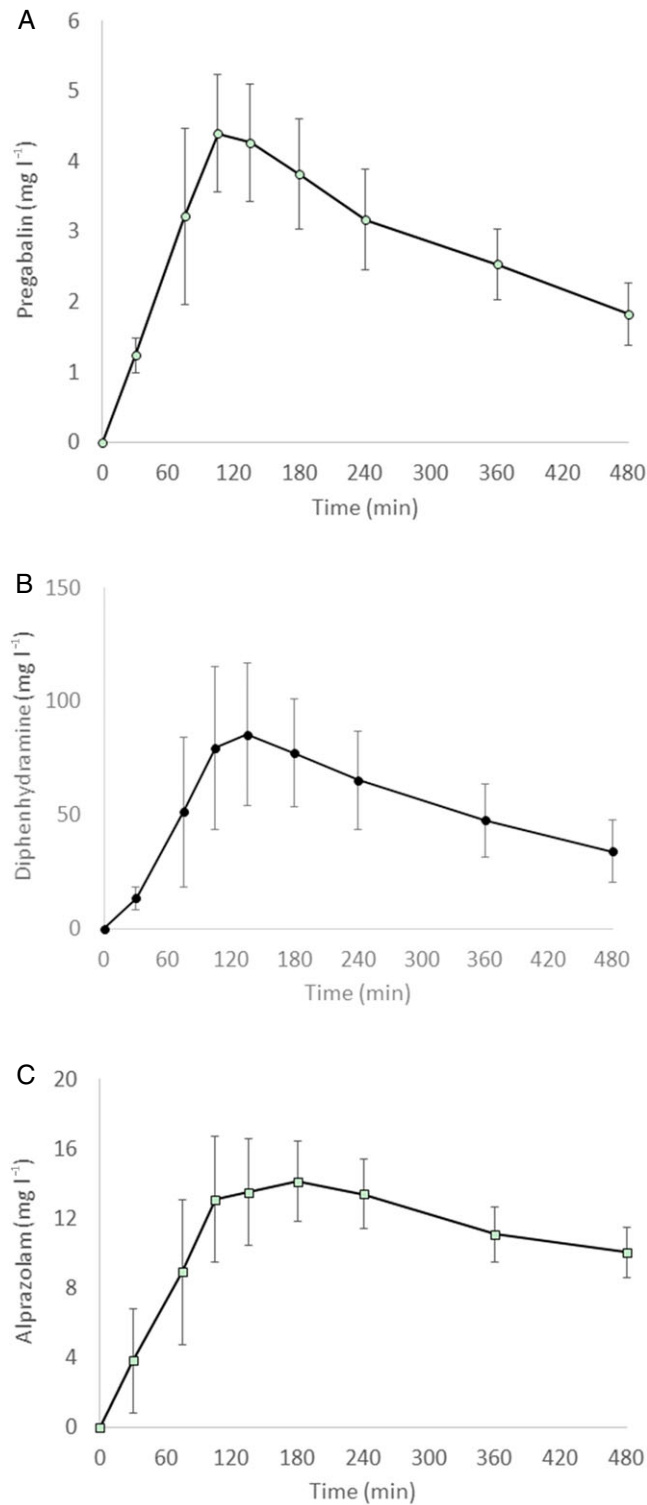 A
6
5
4
3
2
1
0
Pregabalin (mg l⁻¹)
0 60 120 180 240 300 360 420 480
Time (min)
B
150
100
50
0
Diphenhydramine (mg l⁻¹)
0 60 120 180 240 300 360 420 480
Time (min)
C
20
16
12
8
4
0
Alprazolam (mg l⁻¹)
0 60 120 180 240 300 360 420 480
Time (min)